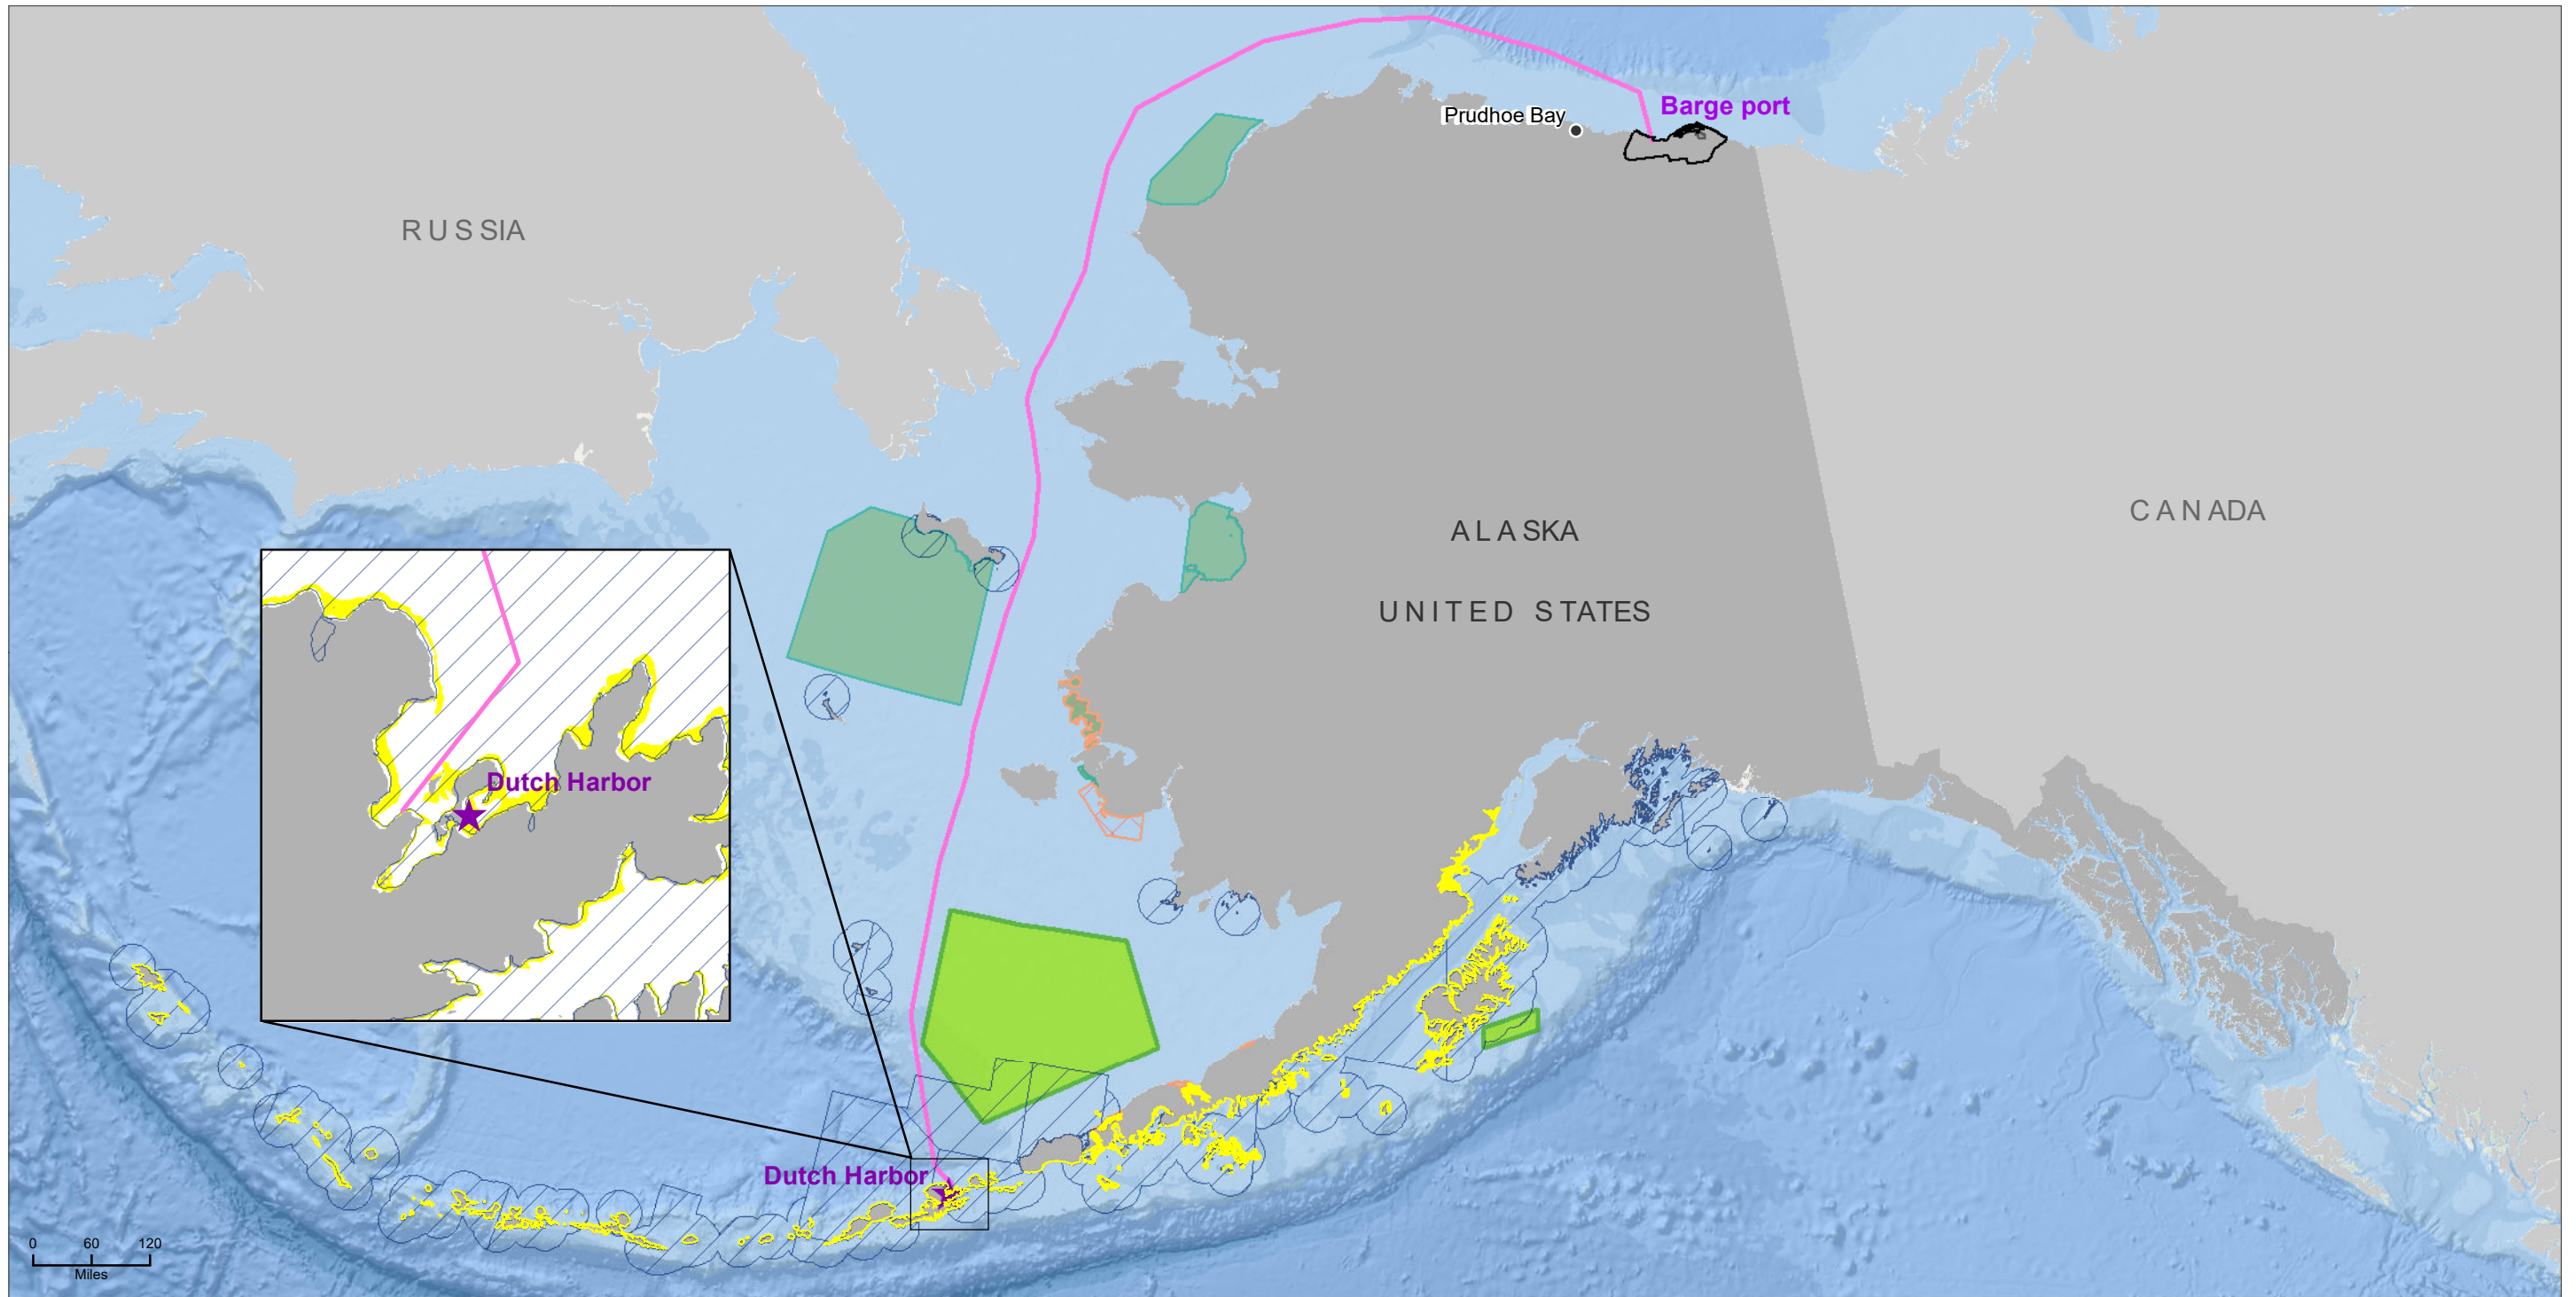 Barge port
Prudhoe Bay
RUSSIA
CANADA
ALASKA
UNITED STATES
Dutch Harbor
Dutch Harbor
0 60 120
Miles